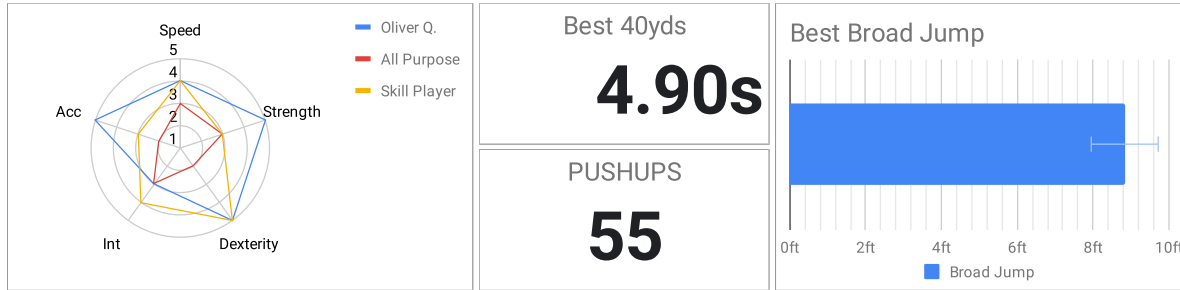 Speed
5
4
3
2
1
Acc
Strength
Int
Dexterity
Oliver Q.
All Purpose
Skill Player
Best 40yds
4.90s
PUSHUPS
55
Best Broad Jump
0ft 2ft 4ft 6ft 8ft 10ft
Broad Jump